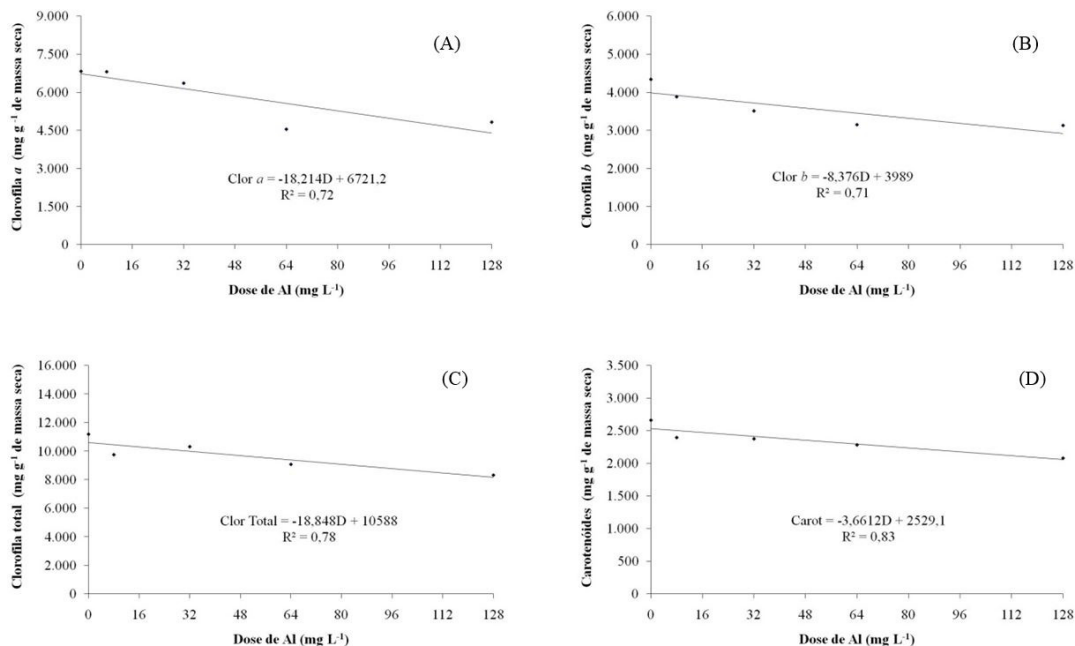 (A)
Clorofila a (mg g⁻¹ de massa seca)
9.000
7.500
6.000
4.500
3.000
1.500
0
Clor a = -18,214D + 6721,2
R² = 0,72
0 16 32 48 64 80 96 112 128
Dose de Al (mg L⁻¹)
(B)
Clorofila b (mg g⁻¹ de massa seca)
6.000
5.000
4.000
3.000
2.000
1.000
0
Clor b = -8,376D + 3989
R² = 0,71
0 16 32 48 64 80 96 112 128
Dose de Al (mg L⁻¹)
(C)
Clorofila total (mg g⁻¹ de massa seca)
16.000
14.000
12.000
10.000
8.000
6.000
4.000
2.000
0
Clor Total = -18,848D + 10588
R² = 0,78
0 16 32 48 64 80 96 112 128
Dose de Al (mg L⁻¹)
(D)
Carotenóides (mg g⁻¹ de massa seca)
3.500
3.000
2.500
2.000
1.500
1.000
500
0
Carot = -3,6612D + 2529,1
R² = 0,83
0 16 32 48 64 80 96 112 128
Dose de Al (mg L⁻¹)